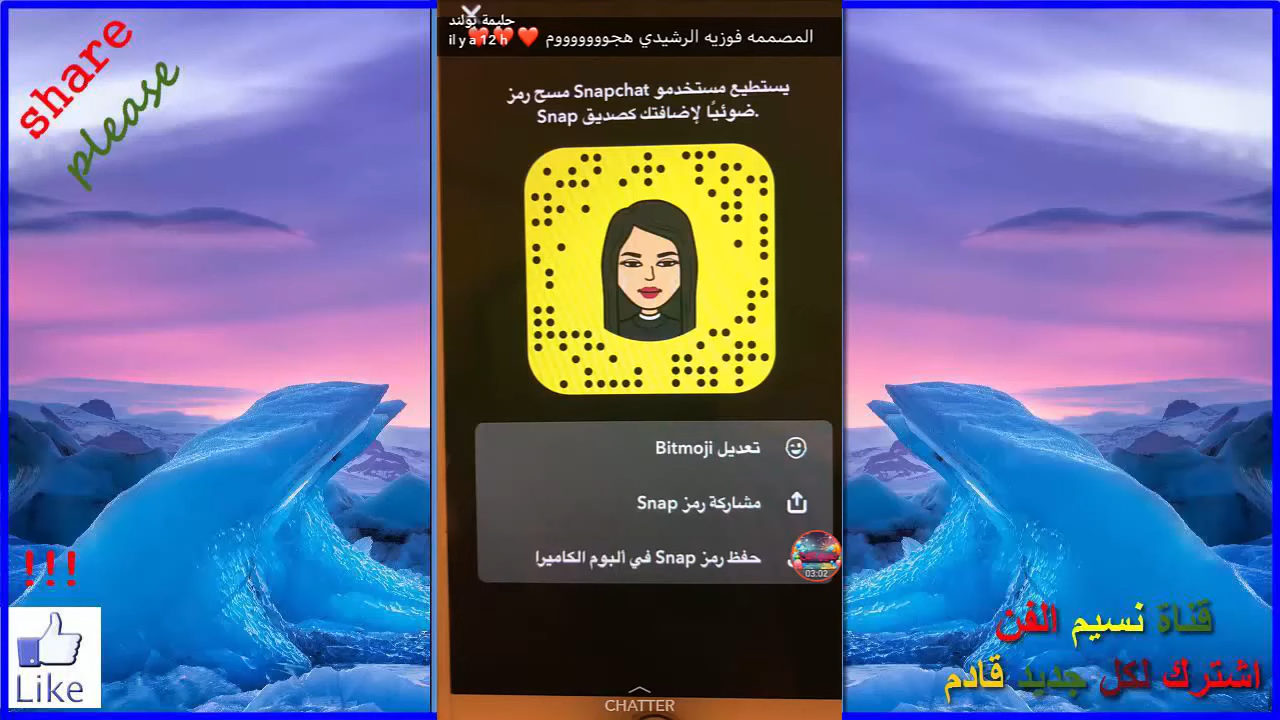 share
please
حليمة بولند
il y a 12 h
المصممه فوزيه الرشيدي هجوووووووم
يستطيع مستخدمو Snapchat مسح رمز
Snap ضوئيًا لإضافتك كصديق.
تعديل Bitmoji
مشاركة رمز Snap
حفظ رمز Snap في ألبوم الكاميرا
03:02
CHATTER
!!!
Like
قناة نسيم الفن
اشترك لكل جديد قادم